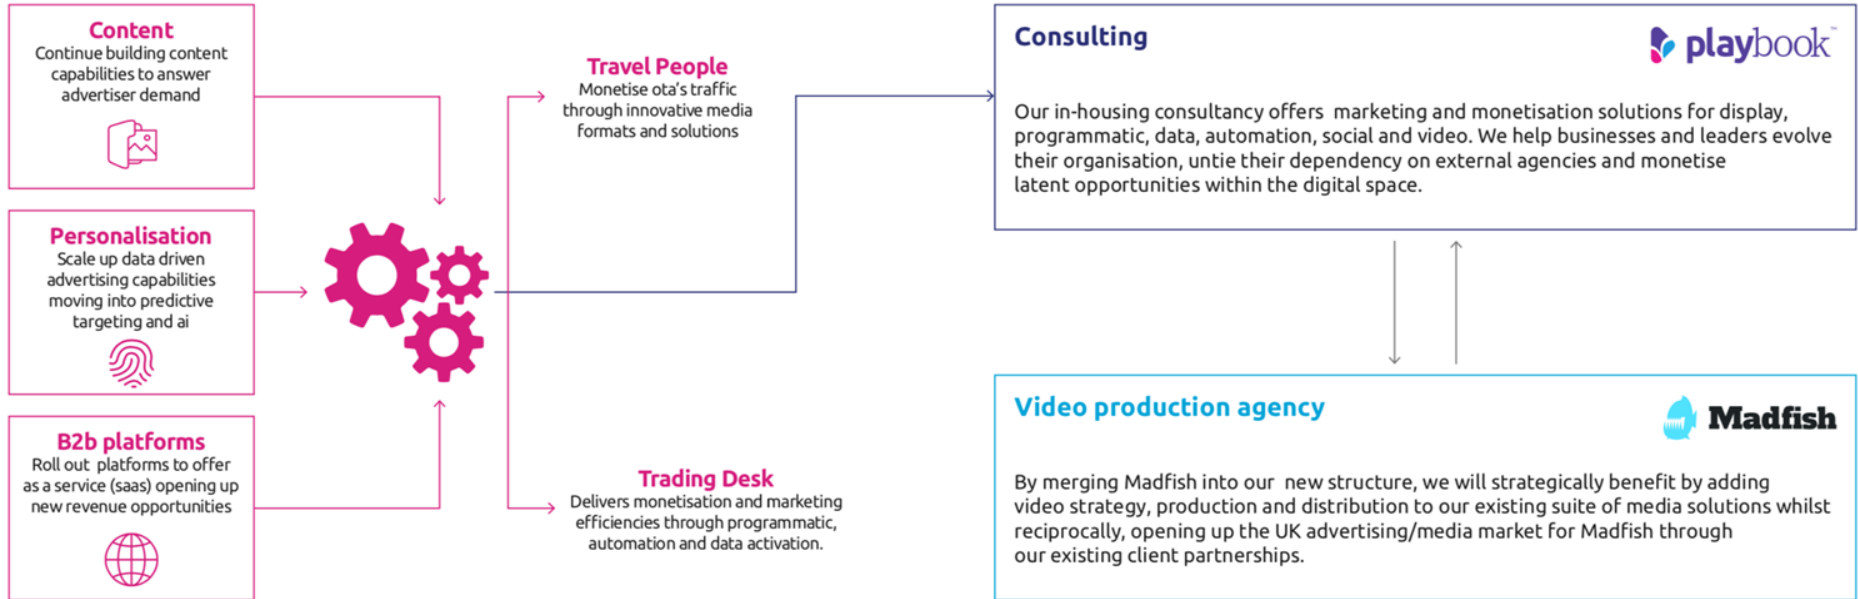 Content
Continue building content
capabilities to answer
advertiser demand
Personalisation
Scale up data driven
advertising capabilities
moving into predictive
targeting and ai
B2b platforms
Roll out platforms to offer
as a service (saas) opening up
new revenue opportunities
Travel People
Monetise ota's traffic
through innovative media
formats and solutions
Trading Desk
Delivers monetisation and marketing
efficiencies through programmatic,
automation and data activation.
Consulting
playbook™
Our in-housing consultancy offers marketing and monetisation solutions for display,
programmatic, data, automation, social and video. We help businesses and leaders evolve
their organisation, untie their dependency on external agencies and monetise
latent opportunities within the digital space.
Video production agency
Madfish
By merging Madfish into our new structure, we will strategically benefit by adding
video strategy, production and distribution to our existing suite of media solutions whilst
reciprocally, opening up the UK advertising/media market for Madfish through
our existing client partnerships.